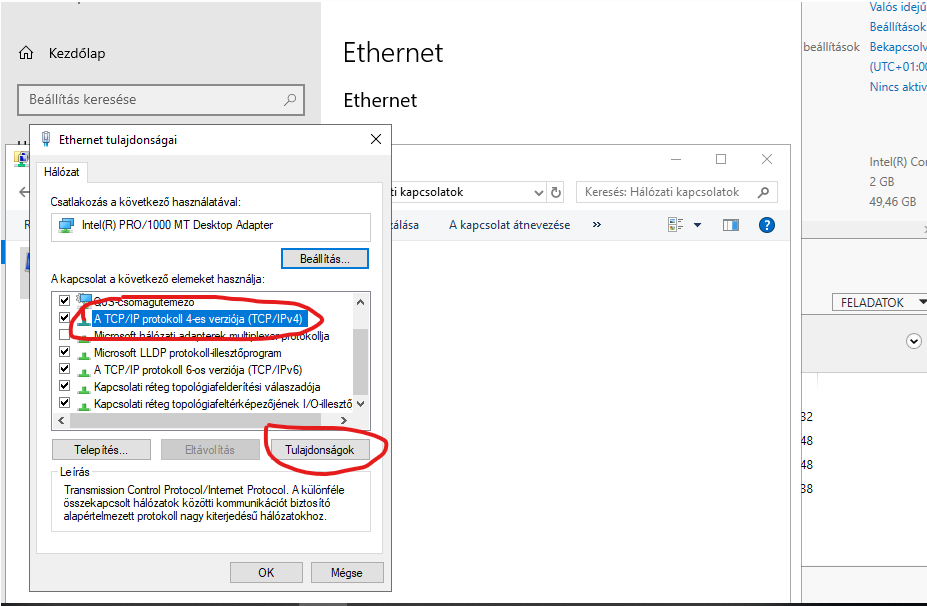 Kezdőlap
Beállítás keresése
Ethernet
Ethernet
Valós idejű
Beállítások
beállítások
Bekapcsolv
(UTC+01:00
Nincs aktiv
Intel(R) Cor
2 GB
49,46 GB
FELADATOK
32
48
48
38
ti kapcsolatok
Keresés: Hálózati kapcsolatok
zálása
A kapcsolat átnevezése
»
Ethernet tulajdonságai
Hálózat
Csatlakozás a következő használatával:
Intel(R) PRO/1000 MT Desktop Adapter
Beállítás...
A kapcsolat a következő elemeket használja:
QoS-csomagütemező
A TCP/IP protokoll 4-es verziója (TCP/IPv4)
Microsoft hálózati adapterek multiplexer protokollja
Microsoft LLDP protokoll-illesztőprogram
A TCP/IP protokoll 6-os verziója (TCP/IPv6)
Kapcsolati réteg topológiafelderítési válaszadója
Kapcsolati réteg topológiafeltérképezőjének I/O-illesztő
Telepítés...
Eltávolítás
Tulajdonságok
Leírás
Transmission Control Protocol/Internet Protocol. A különféle
összekapcsolt hálózatok közötti kommunikációt biztosító
alapértelmezett protokoll nagy kiterjedésű hálózatokhoz.
OK
Mégse